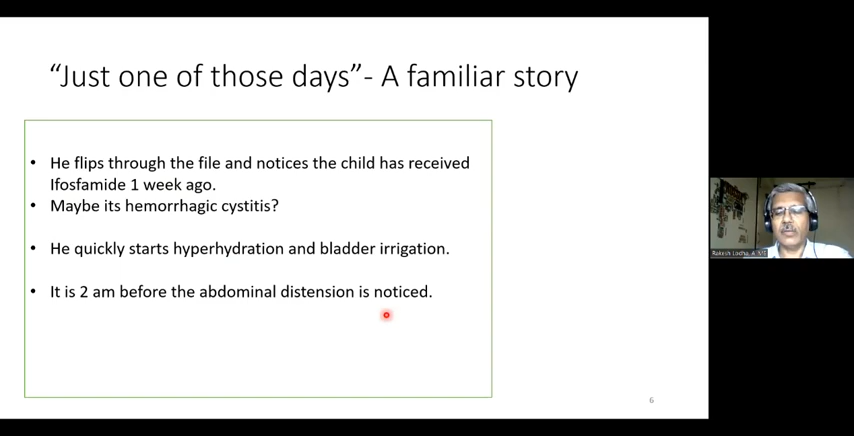 “Just one of those days”- A familiar story
• He flips through the file and notices the child has received
Ifosfamide 1 week ago.
• Maybe its hemorrhagic cystitis?
• He quickly starts hyperhydration and bladder irrigation.
• It is 2 am before the abdominal distension is noticed.
6
Rakesh Lodha,